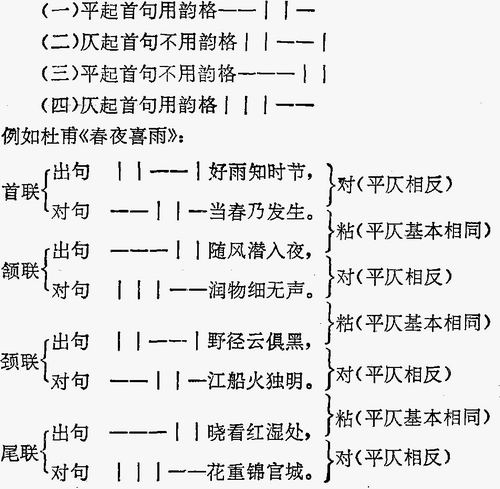 (一)平起首句用韵格——||—
(二)仄起首句不用韵格||——|
(三)平起首句不用韵格———||
(四)仄起首句用韵格|||——
例如杜甫《春夜喜雨》：
首联 出句 ||——|好雨知时节， 对(平仄相反)
对句 ——||—当春乃发生。 粘(平仄基本相同)
颔联 出句 ———||随风潜入夜， 对(平仄相反)
对句 |||——润物细无声。 粘(平仄基本相同)
颈联 出句 ||——|野径云俱黑， 对(平仄相反)
对句 ——||—江船火独明。 粘(平仄基本相同)
尾联 出句 ———||晓看红湿处， 对(平仄相反)
对句 |||——花重锦官城。